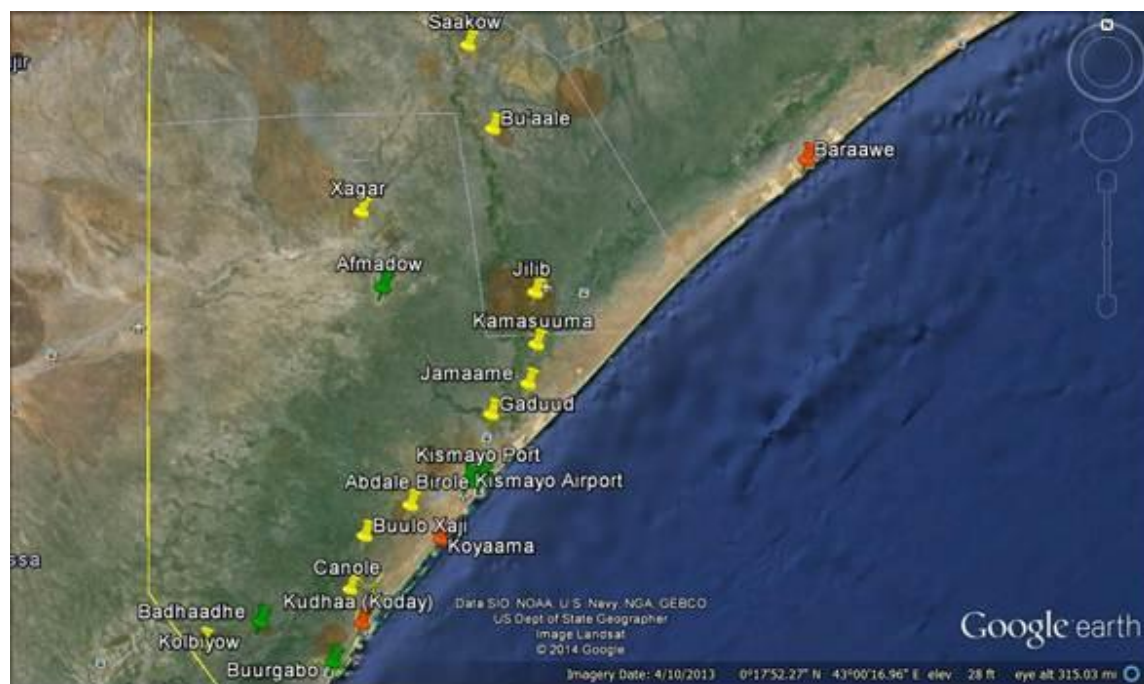 Saakow
jir
Bu'aale
Baraawe
Xagar
Afmadow
Jilib
Kamasuuma
Jamaame
Gaduud
Kismayo Port
Abdale Birole Kismayo Airport
Buulo Xaji
Koyaama
ssa
Canole
Kudhaa (Koday)
Badhaadhe
Kolbiyow
Buurgabo
Data SIO, NOAA, U.S. Navy, NGA, GEBCO
US Dept of State Geographer
Image Landsat
© 2014 Google
Google earth
Imagery Date: 4/10/2013 0°17'52.27" N 43°00'16.96" E elev 28 ft eye alt 315.03 mi
N